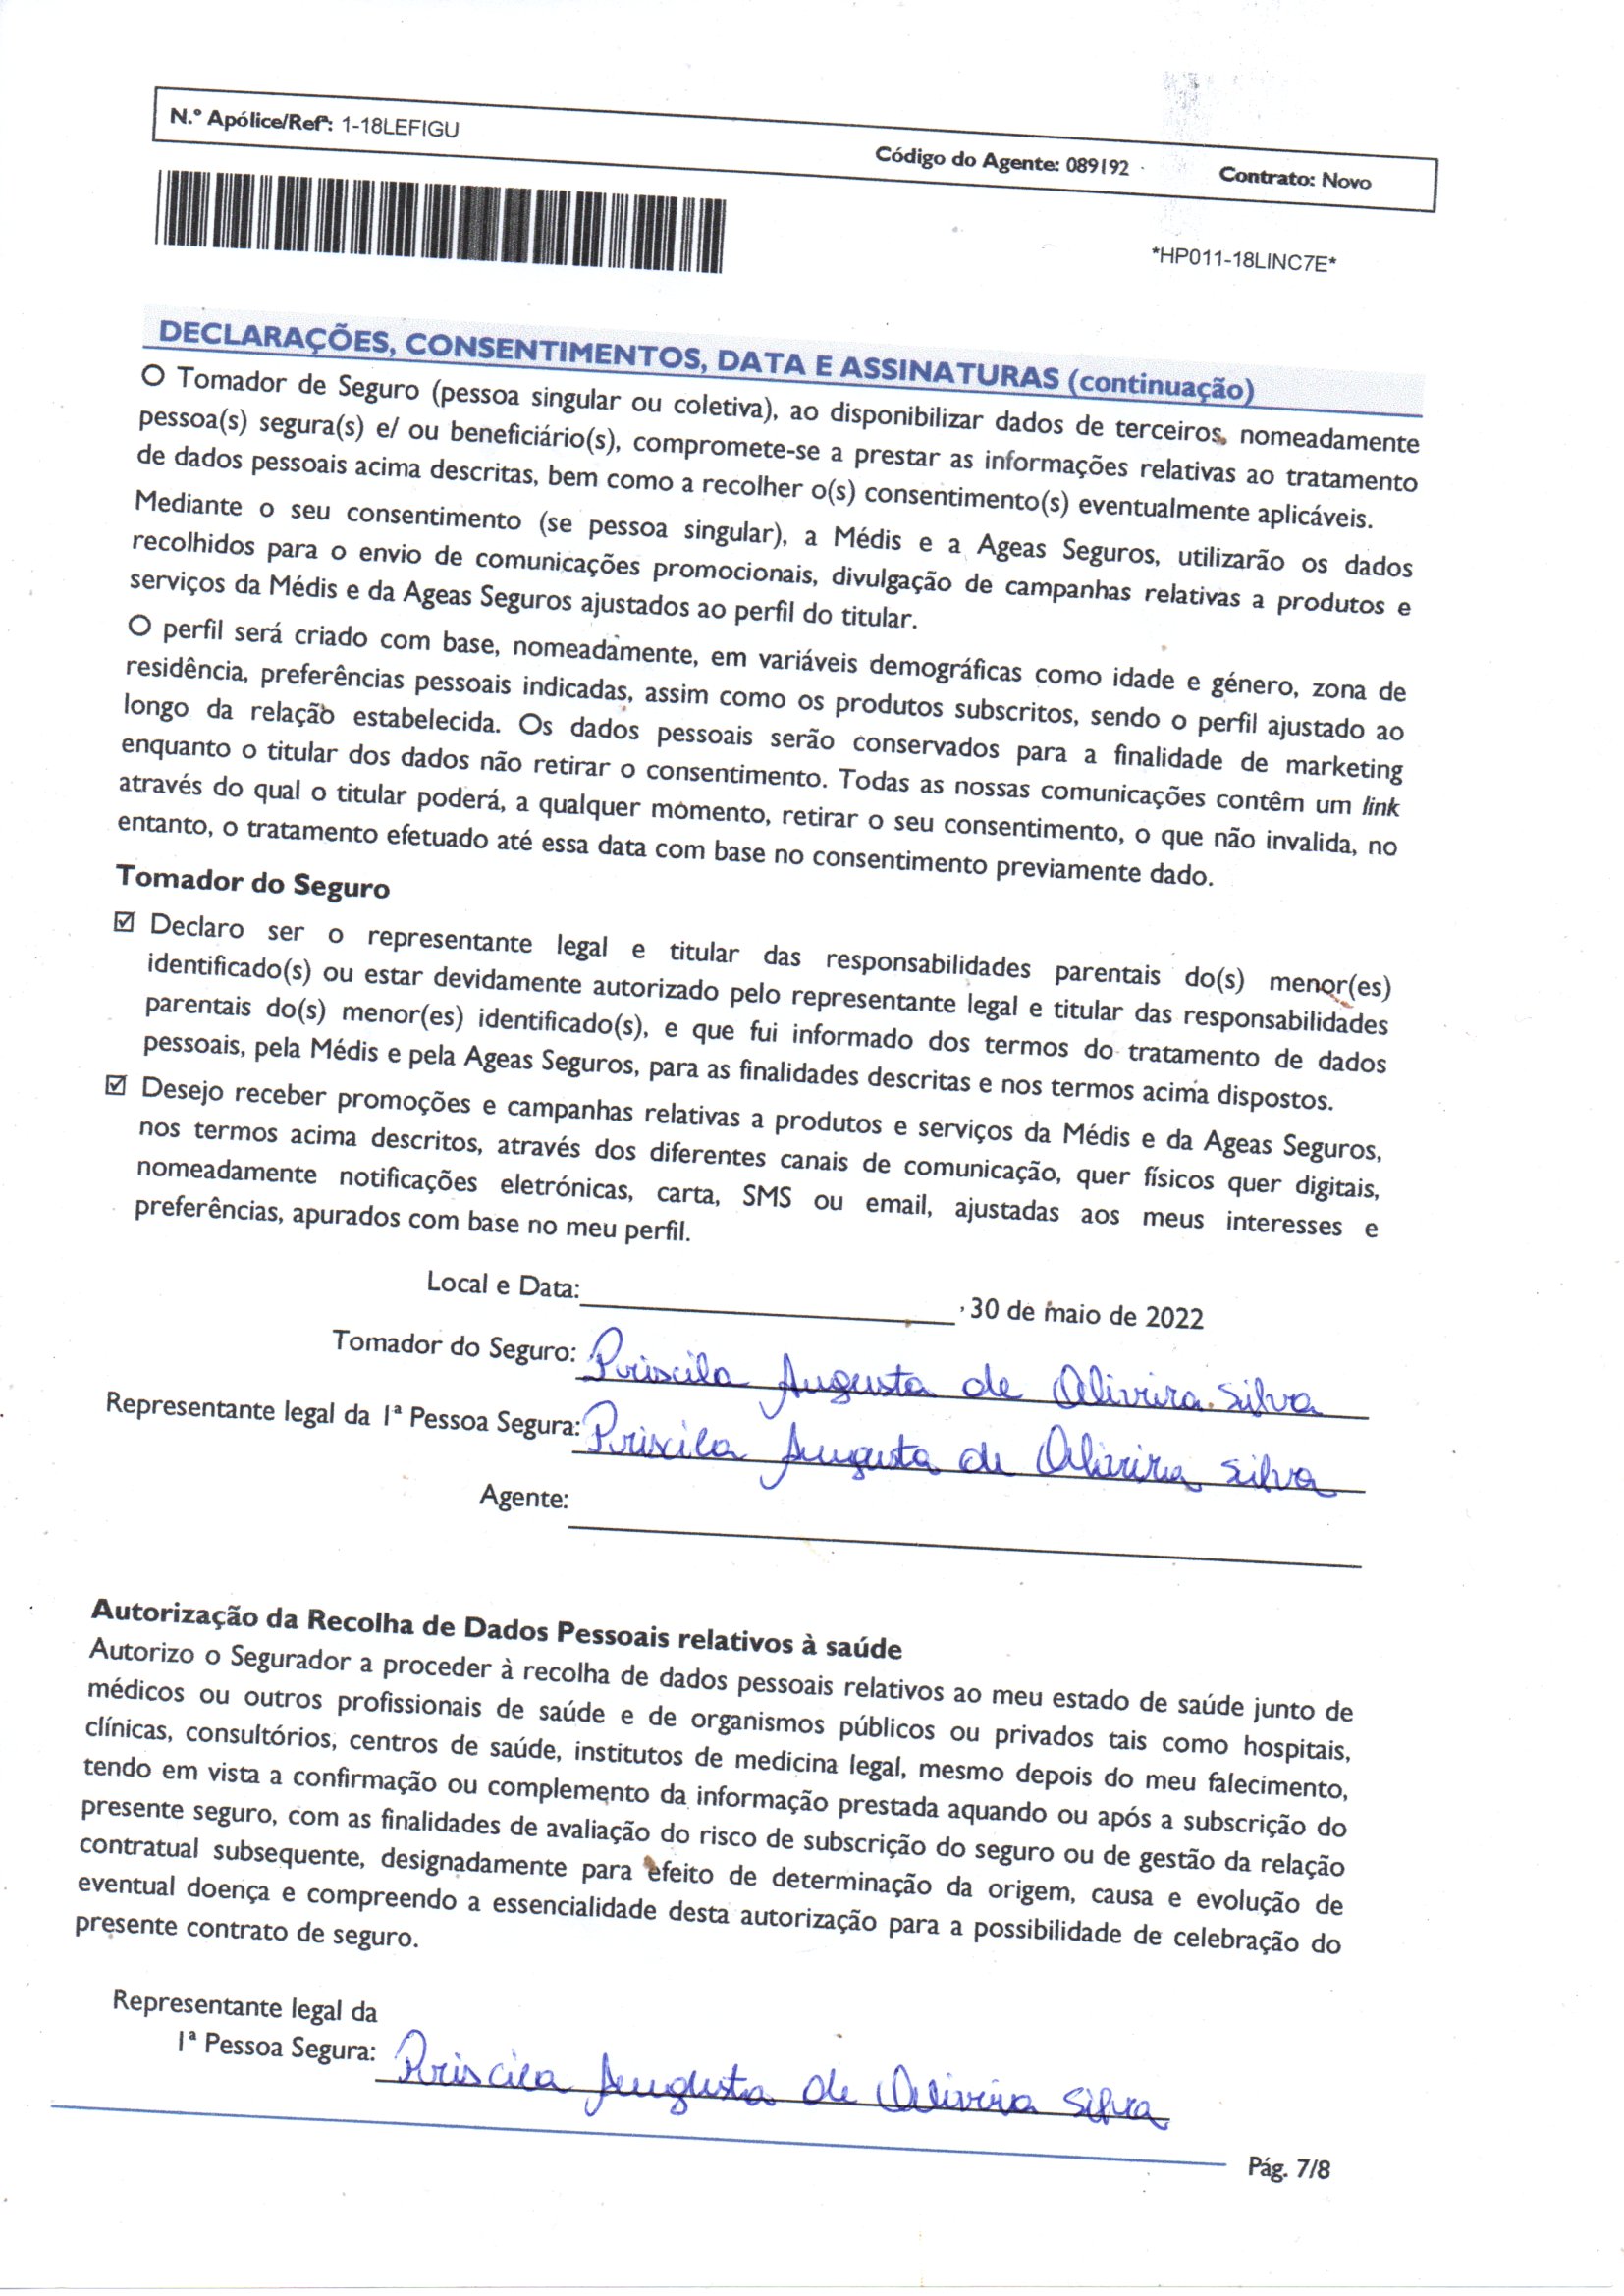 N.º Apólice/Refª: 1-18LEFIGU Código do Agente: 089192 Contrato: Novo
*HP011-18LINC7E*
DECLARAÇÕES, CONSENTIMENTOS, DATA E ASSINATURAS (continuação)
O Tomador de Seguro (pessoa singular ou coletiva), ao disponibilizar dados de terceiros, nomeadamente
pessoa(s) segura(s) e/ ou beneficiário(s), compromete-se a prestar as informações relativas ao tratamento
de dados pessoais acima descritas, bem como a recolher o(s) consentimento(s) eventualmente aplicáveis.
Mediante o seu consentimento (se pessoa singular), a Médis e a Ageas Seguros, utilizarão os dados
recolhidos para o envio de comunicações promocionais, divulgação de campanhas relativas a produtos e
serviços da Médis e da Ageas Seguros ajustados ao perfil do titular.
O perfil será criado com base, nomeadamente, em variáveis demográficas como idade e género, zona de
residência, preferências pessoais indicadas, assim como os produtos subscritos, sendo o perfil ajustado ao
longo da relação estabelecida. Os dados pessoais serão conservados para a finalidade de marketing
enquanto o titular dos dados não retirar o consentimento. Todas as nossas comunicações contêm um link
através do qual o titular poderá, a qualquer momento, retirar o seu consentimento, o que não invalida, no
entanto, o tratamento efetuado até essa data com base no consentimento previamente dado.
Tomador do Seguro
☑ Declaro ser o representante legal e titular das responsabilidades parentais do(s) menor(es)
identificado(s) ou estar devidamente autorizado pelo representante legal e titular das responsabilidades
parentais do(s) menor(es) identificado(s), e que fui informado dos termos do tratamento de dados
pessoais, pela Médis e pela Ageas Seguros, para as finalidades descritas e nos termos acima dispostos.
☑ Desejo receber promoções e campanhas relativas a produtos e serviços da Médis e da Ageas Seguros,
nos termos acima descritos, através dos diferentes canais de comunicação, quer físicos quer digitais,
nomeadamente notificações eletrónicas, carta, SMS ou email, ajustadas aos meus interesses e
preferências, apurados com base no meu perfil.
Local e Data: , 30 de maio de 2022
Tomador do Seguro: Priscila Augusta de Oliveira Silva
Representante legal da 1ª Pessoa Segura: Priscila Augusta de Oliveira Silva
Agente:
Autorização da Recolha de Dados Pessoais relativos à saúde
Autorizo o Segurador a proceder à recolha de dados pessoais relativos ao meu estado de saúde junto de
médicos ou outros profissionais de saúde e de organismos públicos ou privados tais como hospitais,
clínicas, consultórios, centros de saúde, institutos de medicina legal, mesmo depois do meu falecimento,
tendo em vista a confirmação ou complemento da informação prestada aquando ou após a subscrição do
presente seguro, com as finalidades de avaliação do risco de subscrição do seguro ou de gestão da relação
contratual subsequente, designadamente para efeito de determinação da origem, causa e evolução de
eventual doença e compreendo a essencialidade desta autorização para a possibilidade de celebração do
presente contrato de seguro.
Representante legal da
1ª Pessoa Segura: Priscila Augusta de Oliveira Silva
Pág. 7/8